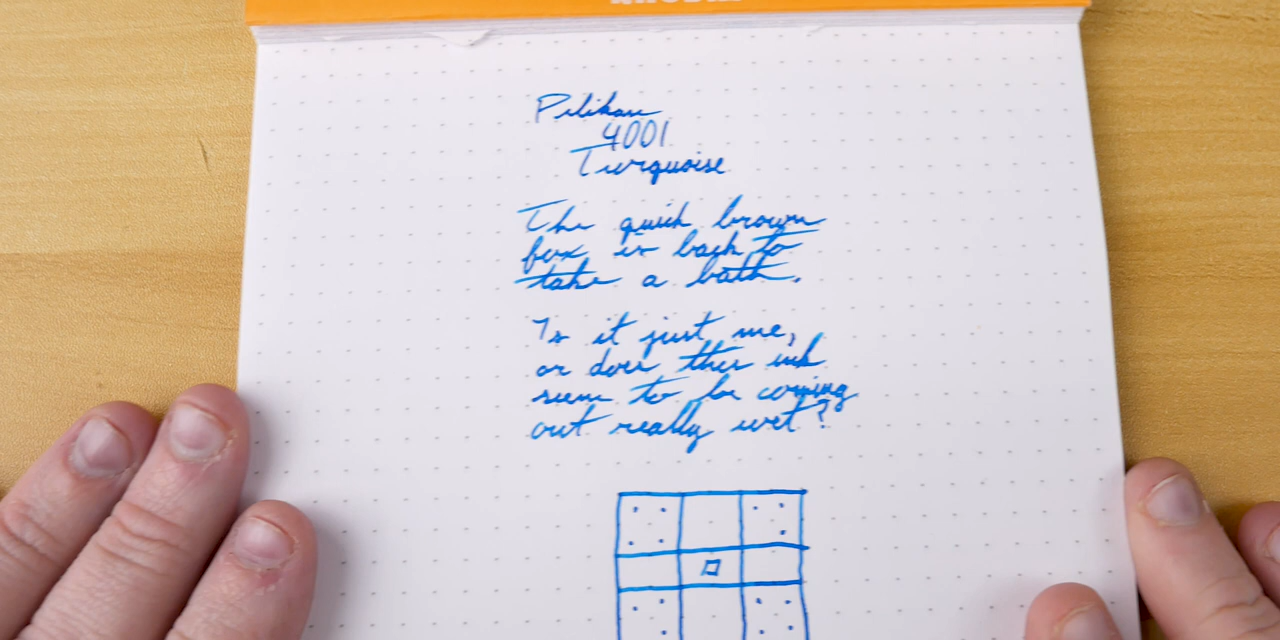 Pelikan
4001
Turquoise
The quick brown
fox is back to
take a bath.
Is it just me,
or does this ink
seem to be coming
out really wet?